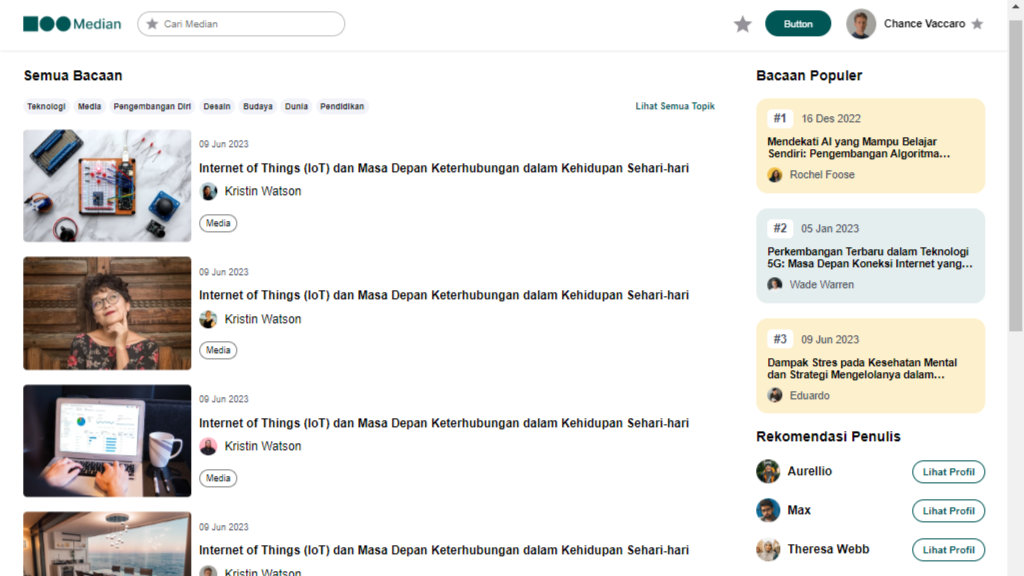 Median
Cari Median
Button
Chance Vaccaro
Semua Bacaan
Teknologi Media Pengembangan Diri Desain Budaya Dunia Pendidikan
Lihat Semua Topik
09 Jun 2023
Internet of Things (IoT) dan Masa Depan Keterhubungan dalam Kehidupan Sehari-hari
Kristin Watson
Media
09 Jun 2023
Internet of Things (IoT) dan Masa Depan Keterhubungan dalam Kehidupan Sehari-hari
Kristin Watson
Media
09 Jun 2023
Internet of Things (IoT) dan Masa Depan Keterhubungan dalam Kehidupan Sehari-hari
Kristin Watson
Media
09 Jun 2023
Internet of Things (IoT) dan Masa Depan Keterhubungan dalam Kehidupan Sehari-hari
Kristin Watson
Bacaan Populer
#1 16 Des 2022
Mendekati AI yang Mampu Belajar
Sendiri: Pengembangan Algoritma...
Rochel Foose
#2 05 Jan 2023
Perkembangan Terbaru dalam Teknologi
5G: Masa Depan Koneksi Internet yang...
Wade Warren
#3 09 Jun 2023
Dampak Stres pada Kesehatan Mental
dan Strategi Mengelolanya dalam...
Eduardo
Rekomendasi Penulis
Aurellio Lihat Profil
Max Lihat Profil
Theresa Webb Lihat Profil